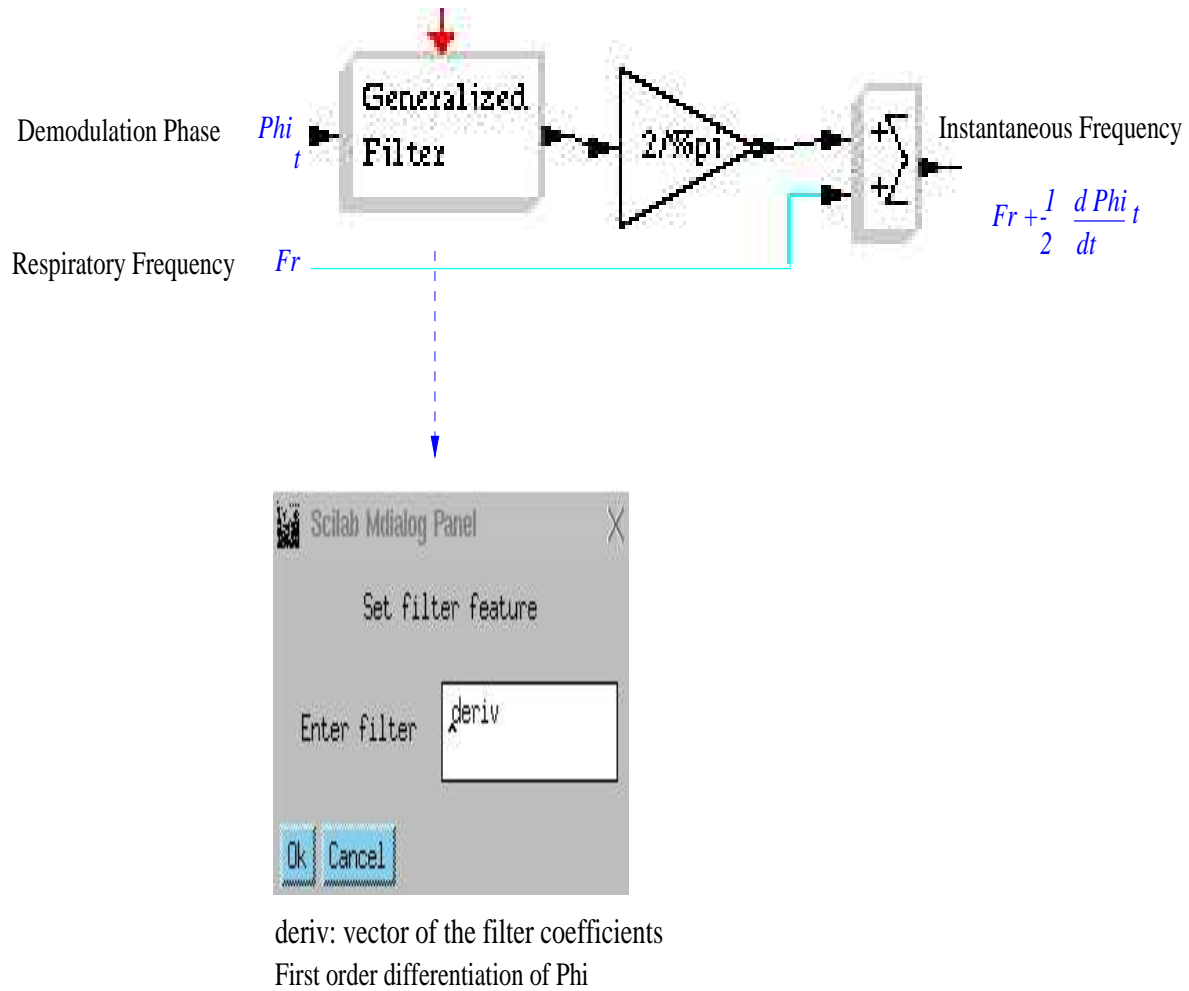 Generalized
Filter
Demodulation Phase
Phi
t
2/%pi
+
+
Instantaneous Frequency
Fr + 1 d Phi t
2 dt
Respiratory Frequency
Fr
Scilab Mdialog Panel
Set filter feature
Enter filter
deriv
Ok
Cancel
deriv: vector of the filter coefficients
First order differentiation of Phi